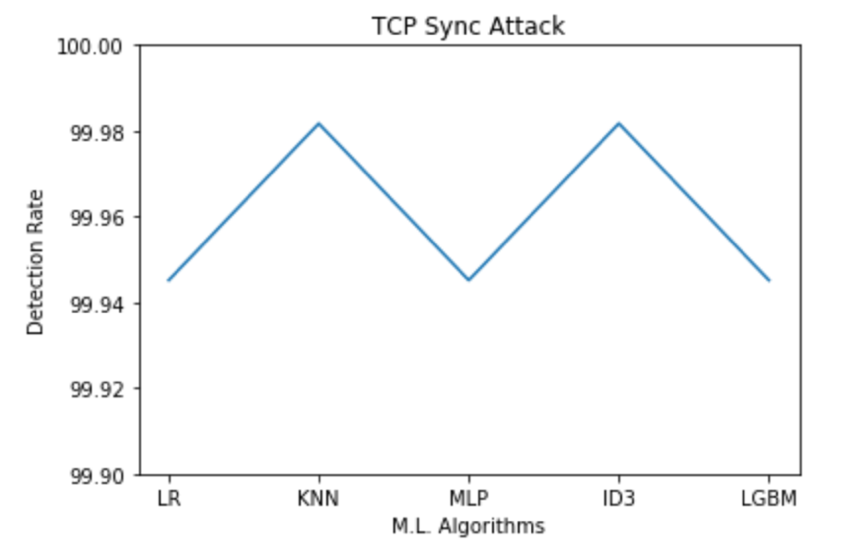 TCP Sync Attack
100.00
99.98
99.96
99.94
99.92
99.90
Detection Rate
LR KNN MLP ID3 LGBM
M.L. Algorithms